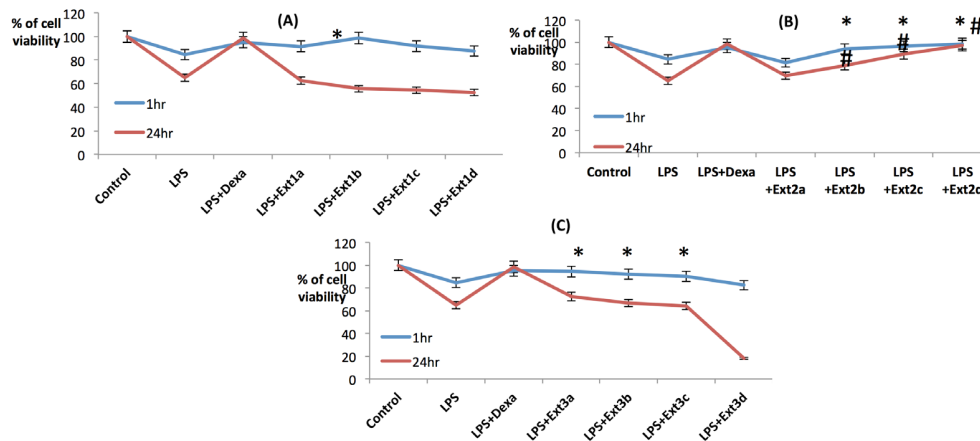 (A)
% of cell
viability
*
120
100
80
60
40
20
0
1hr
24hr
Control
LPS
LPS+Dexa
LPS+Ext1a
LPS+Ext1b
LPS+Ext1c
LPS+Ext1d
(B)
% of cell
viability
* * * #
# #
120
100
80
60
40
20
0
1hr
24hr
Control LPS LPS+Dexa LPS LPS LPS LPS
+Ext2a +Ext2b +Ext2c +Ext2d
(C)
% of cell
viability
* * *
120
100
80
60
40
20
0
1hr
24hr
Control
LPS
LPS+Dexa
LPS+Ext3a
LPS+Ext3b
LPS+Ext3c
LPS+Ext3d